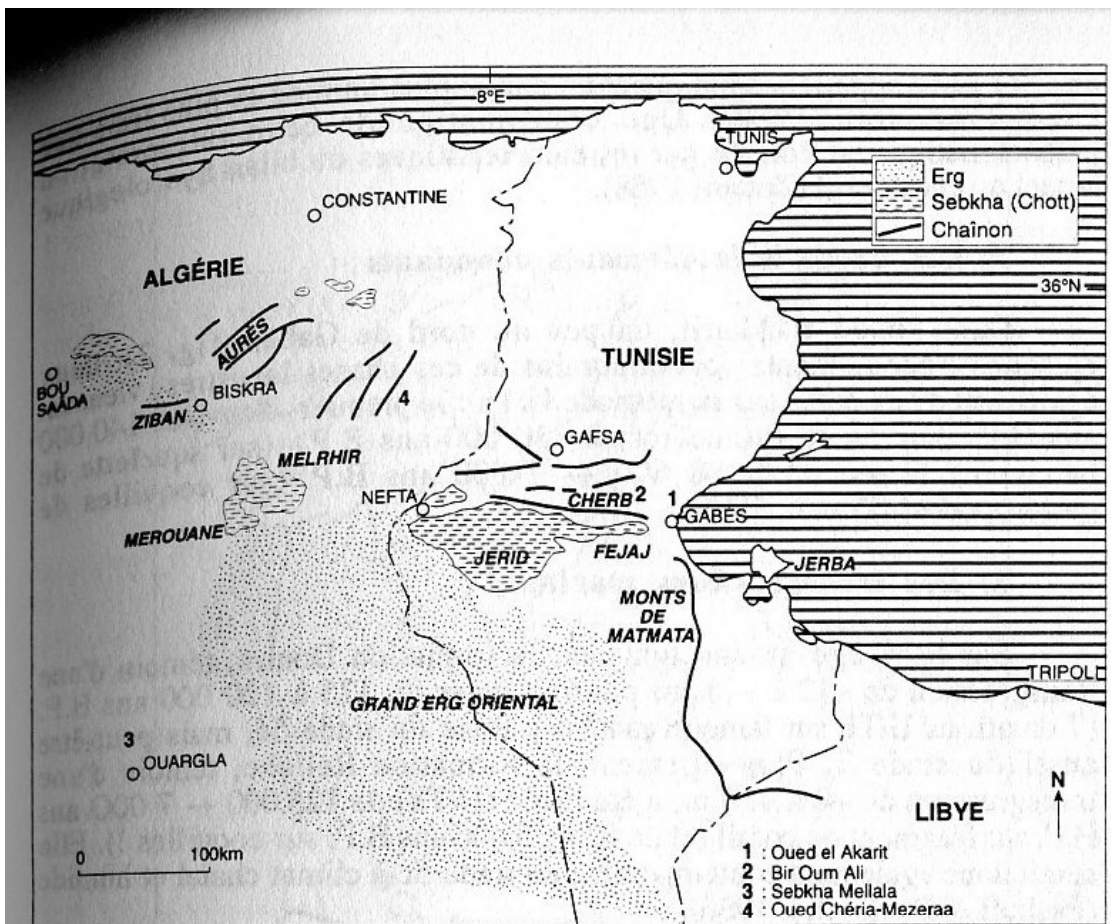 8°E
TUNIS
Erg
Sebkha (Chott)
Chaînon
CONSTANTINE
ALGÉRIE
36°N
AURÈS
TUNISIE
BOU
SAÂDA
BISKRA
ZIBAN
4
GAFSA
MELRHIR
NEFTA
CHERB
2
1
GABÈS
MEROUANE
JERID
FEJAJ
JERBA
MONTS
DE
MATMATA
TRIPOLI
GRAND ERG ORIENTAL
3
OUARGLA
N
LIBYE
0 100km
1 : Oued el Akarit
2 : Bir Oum Ali
3 : Sebkha Mellala
4 : Oued Chéria-Mezeraa